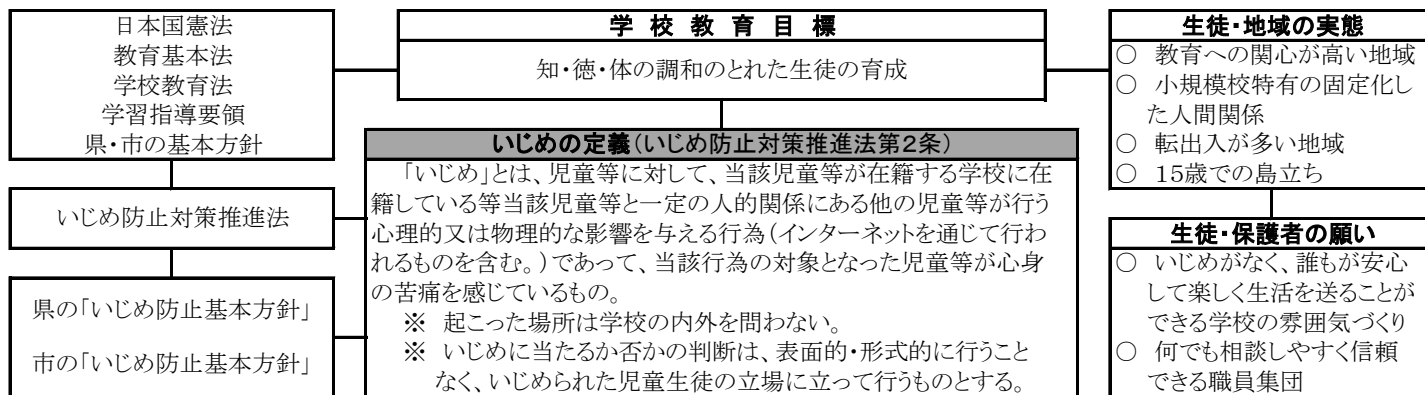 日本国憲法
教育基本法
学校教育法
学習指導要領
県・市の基本方針
いじめ防止対策推進法
県の「いじめ防止基本方針」
市の「いじめ防止基本方針」
学校教育目標
知・徳・体の調和のとれた生徒の育成
いじめの定義(いじめ防止対策推進法第2条)
「いじめ」とは、児童等に対して、当該児童等が在籍する学校に在
籍している等当該児童等と一定の人的関係にある他の児童等が行う
心理的又は物理的な影響を与える行為(インターネットを通じて行わ
れるものを含む。)であって、当該行為の対象となった児童等が心身
の苦痛を感じているもの。
※ 起こった場所は学校の内外を問わない。
※ いじめに当たるか否かの判断は、表面的・形式的に行うこと
なく、いじめられた児童生徒の立場に立って行うものとする。
生徒・地域の実態
○ 教育への関心が高い地域
○ 小規模校特有の固定化し
た人間関係
○ 転出入が多い地域
○ 15歳での島立ち
生徒・保護者の願い
○ いじめがなく、誰もが安心
して楽しく生活を送ることが
できる学校の雰囲気づくり
○ 何でも相談しやすく信頼
できる職員集団